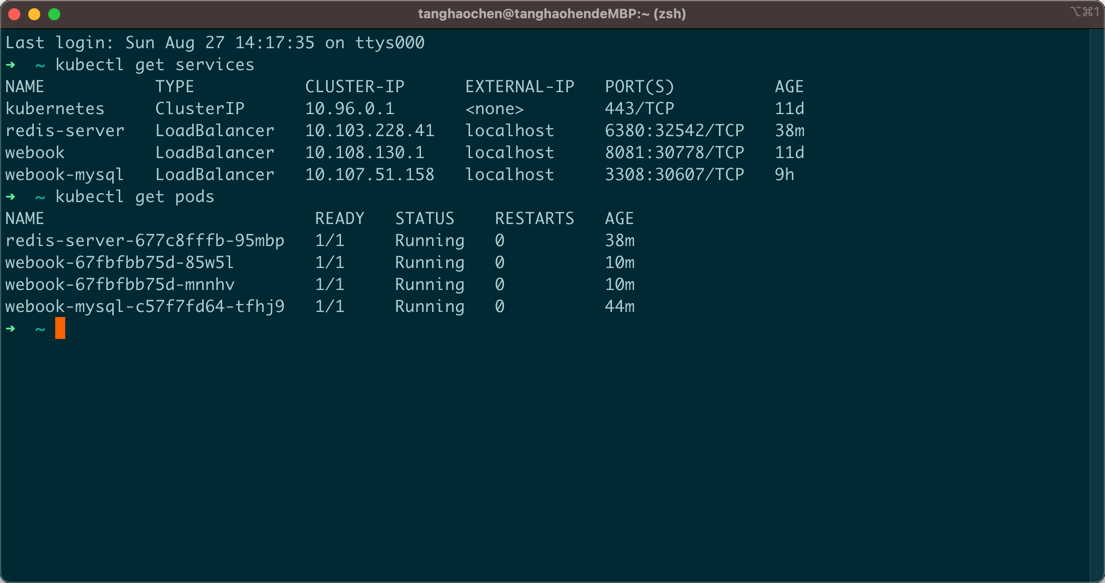 tanghaochen@tanghaohendeMBP:~ (zsh)
⌥⌘1
Last login: Sun Aug 27 14:17:35 on ttys000
➜  ~ kubectl get services
NAME           TYPE           CLUSTER-IP      EXTERNAL-IP   PORT(S)          AGE
kubernetes     ClusterIP      10.96.0.1       <none>        443/TCP          11d
redis-server   LoadBalancer   10.103.228.41   localhost     6380:32542/TCP   38m
webook         LoadBalancer   10.108.130.1    localhost     8081:30778/TCP   11d
webook-mysql   LoadBalancer   10.107.51.158   localhost     3308:30607/TCP   9h
➜  ~ kubectl get pods
NAME                           READY   STATUS    RESTARTS   AGE
redis-server-677c8fffb-95mbp   1/1     Running   0          38m
webook-67fbfbb75d-85w5l        1/1     Running   0          10m
webook-67fbfbb75d-mnnhv        1/1     Running   0          10m
webook-mysql-c57f7fd64-tfhj9   1/1     Running   0          44m
➜  ~